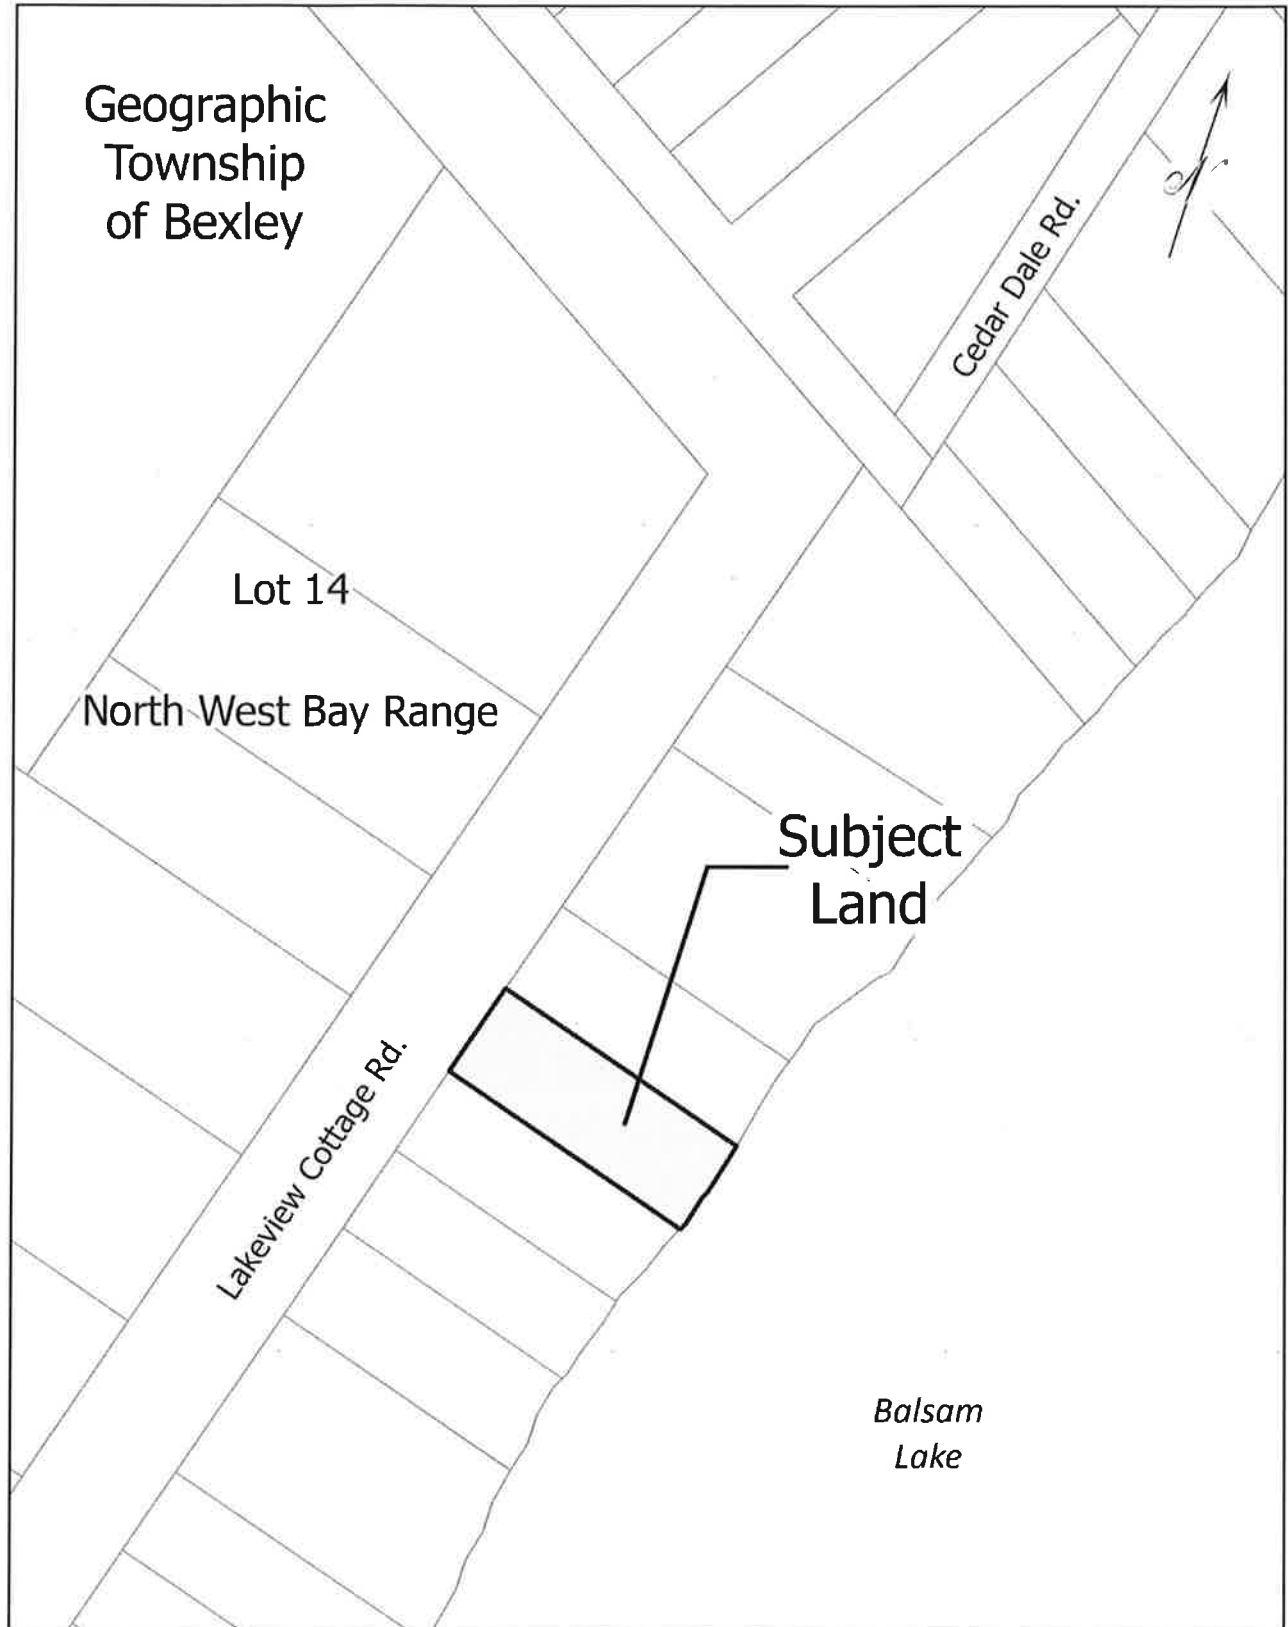 Geographic
Township
of Bexley
Cedar Dale Rd.
Lot 14
North West Bay Range
Subject
Land
Lakeview Cottage Rd.
Balsam
Lake